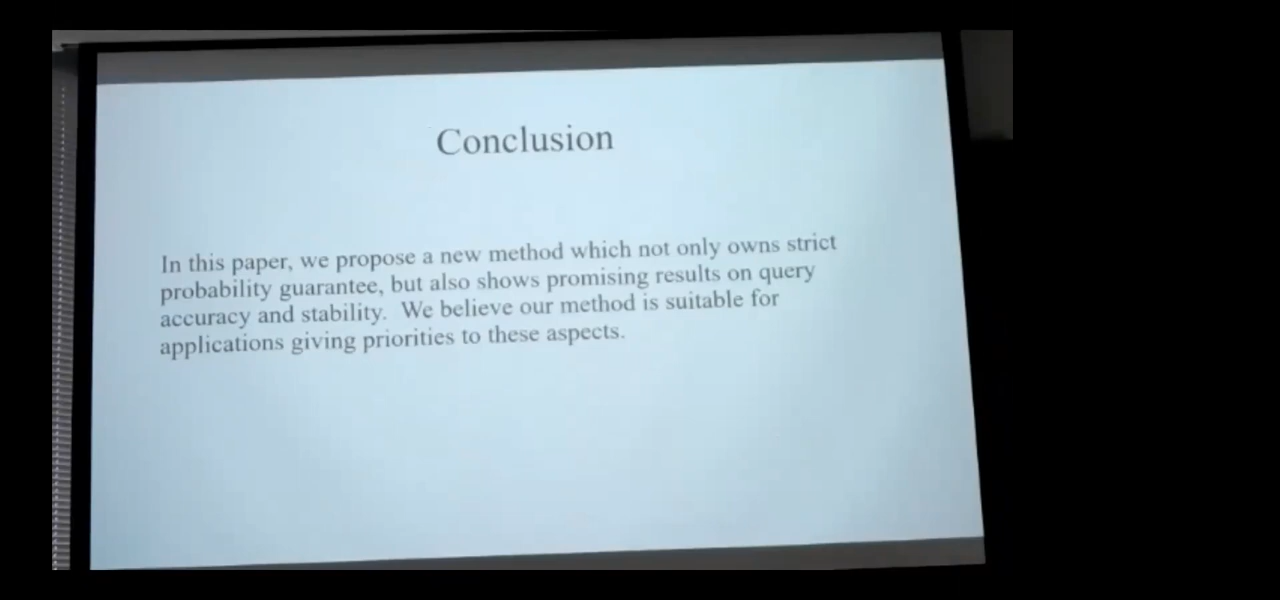 Conclusion
In this paper, we propose a new method which not only owns strict
probability guarantee, but also shows promising results on query
accuracy and stability.  We believe our method is suitable for
applications giving priorities to these aspects.